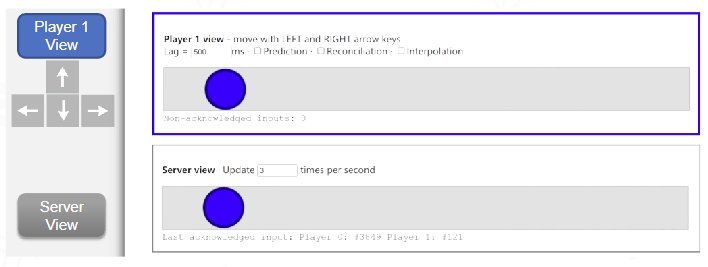 Player 1
View
Server
View
Player 1 view - move with LEFT and RIGHT arrow keys
Lag = 500 ms · Prediction · Reconciliation · Interpolation
Non-acknowledged inputs: 0
Server view · Update 3 times per second
Last acknowledged input: Player 0: #3849 Player 1: #121